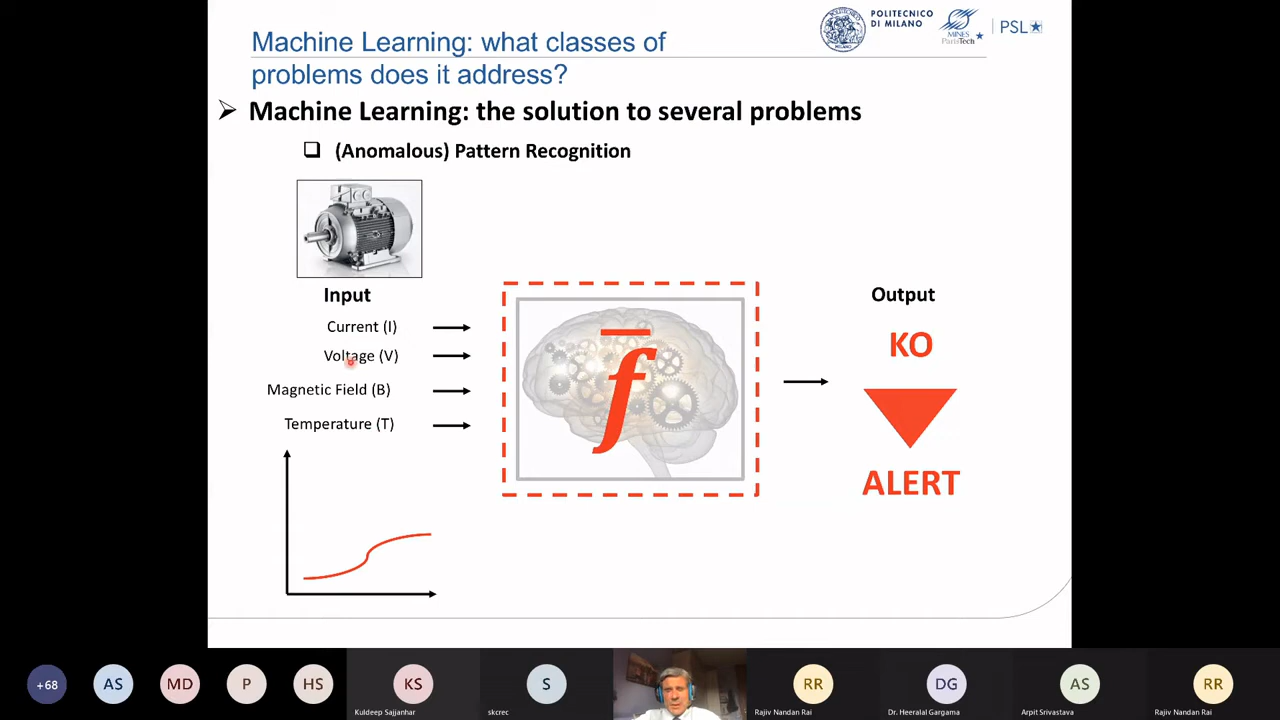 Machine Learning: what classes of
problems does it address?
POLITECNICO
DI MILANO
MINES
ParisTech
PSL
Machine Learning: the solution to several problems
(Anomalous) Pattern Recognition
Input
Current (I)
Voltage (V)
Magnetic Field (B)
Temperature (T)
f
Output
KO
ALERT
+68
AS
MD
P
HS
KS
Kuldeep Sajjanhar
S
skcrec
RR
Rajiv Nandan Rai
DG
Dr. Heeralal Gargama
AS
Arpit Srivastava
RR
Rajiv Nandan Rai